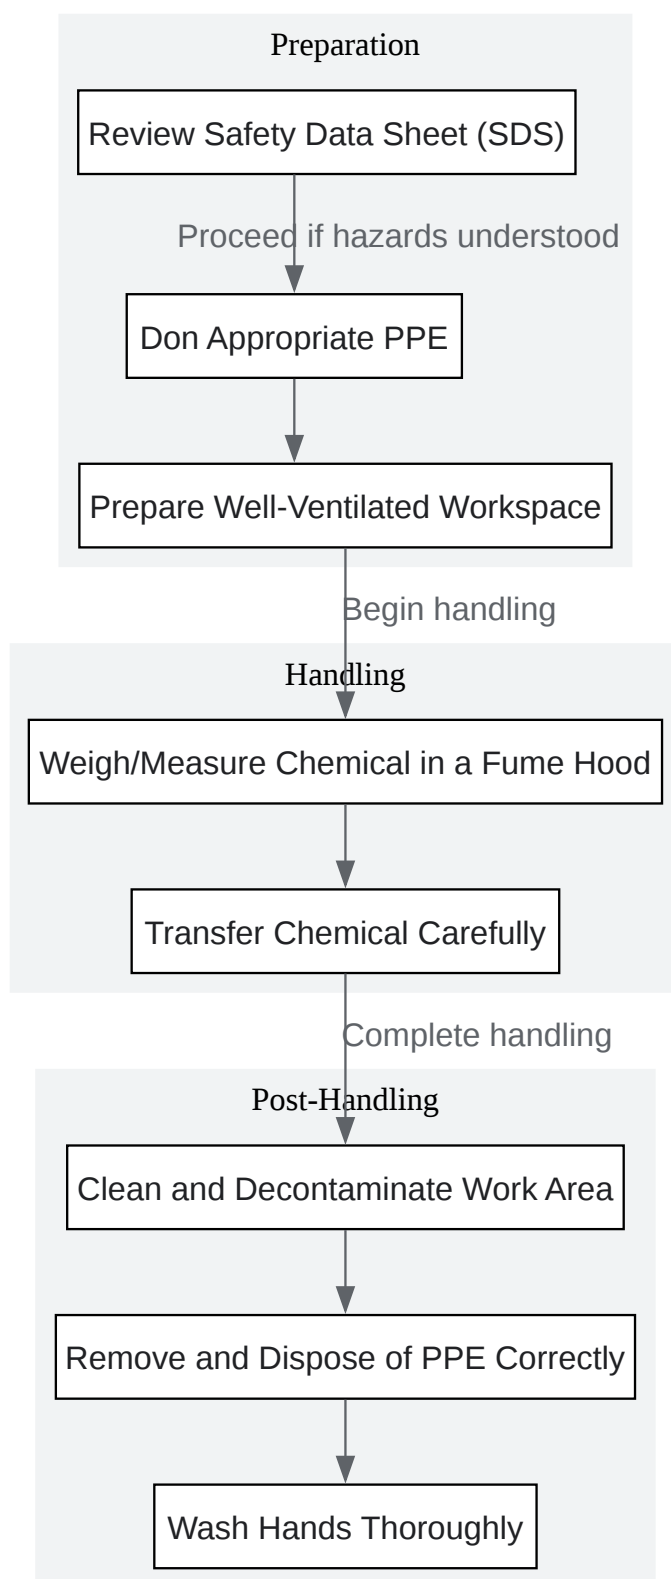 Preparation
Review Safety Data Sheet (SDS)
Proceed if hazards understood
Don Appropriate PPE
Prepare Well-Ventilated Workspace
Begin handling
Handling
Weigh/Measure Chemical in a Fume Hood
Transfer Chemical Carefully
Complete handling
Post-Handling
Clean and Decontaminate Work Area
Remove and Dispose of PPE Correctly
Wash Hands Thoroughly